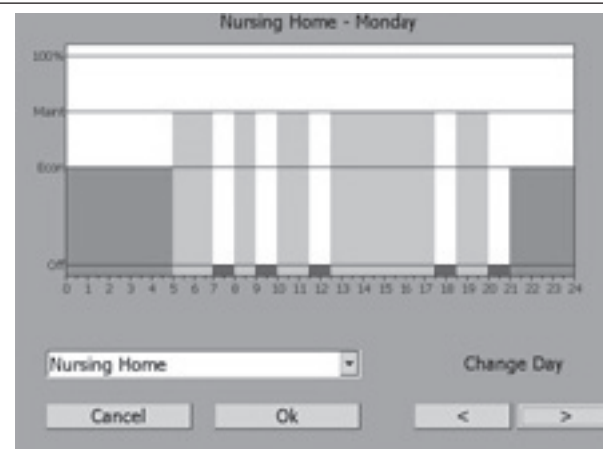 Nursing Home - Monday
100%
Maint
Econ
Off
0 1 2 3 4 5 6 7 8 9 10 11 12 13 14 15 16 17 18 19 20 21 22 23 24
Nursing Home
Change Day
Cancel Ok < >